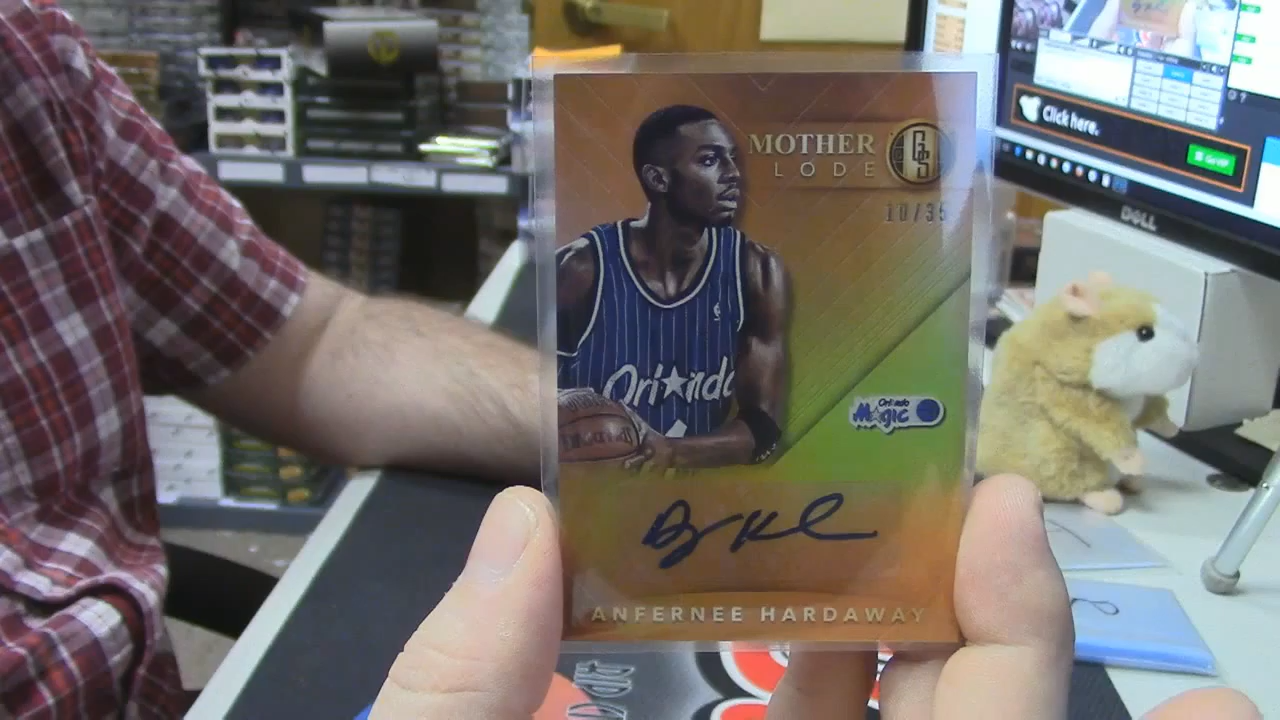 MOTHER
LODE
GS
10/35
Orlando
Orlando
Magic
ANFERNEE HARDAWAY
Click here.
DELL